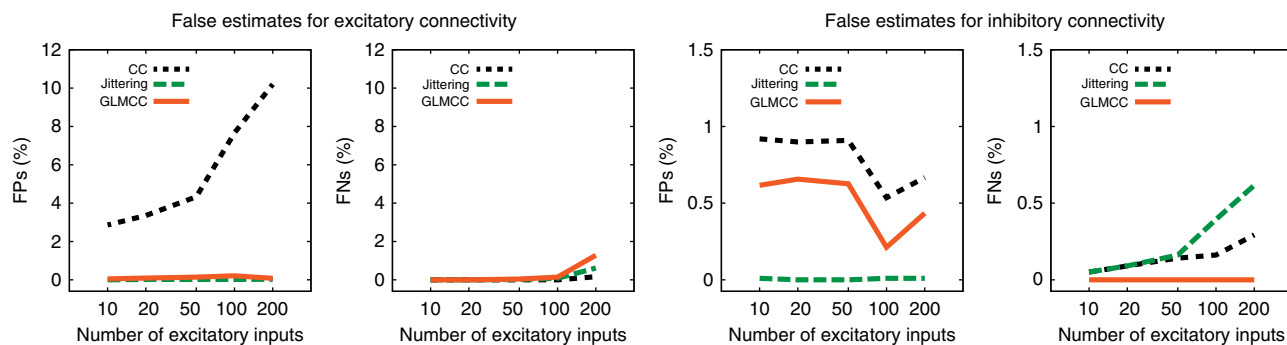 False estimates for excitatory connectivity
False estimates for inhibitory connectivity
12
10
8
6
4
2
0
FPs (%)
CC
Jittering
GLMCC
10 20 50 100 200
Number of excitatory inputs
12
10
8
6
4
2
0
FNs (%)
CC
Jittering
GLMCC
10 20 50 100 200
Number of excitatory inputs
1.5
1
0.5
0
FPs (%)
CC
Jittering
GLMCC
10 20 50 100 200
Number of excitatory inputs
1.5
1
0.5
0
FNs (%)
CC
Jittering
GLMCC
10 20 50 100 200
Number of excitatory inputs